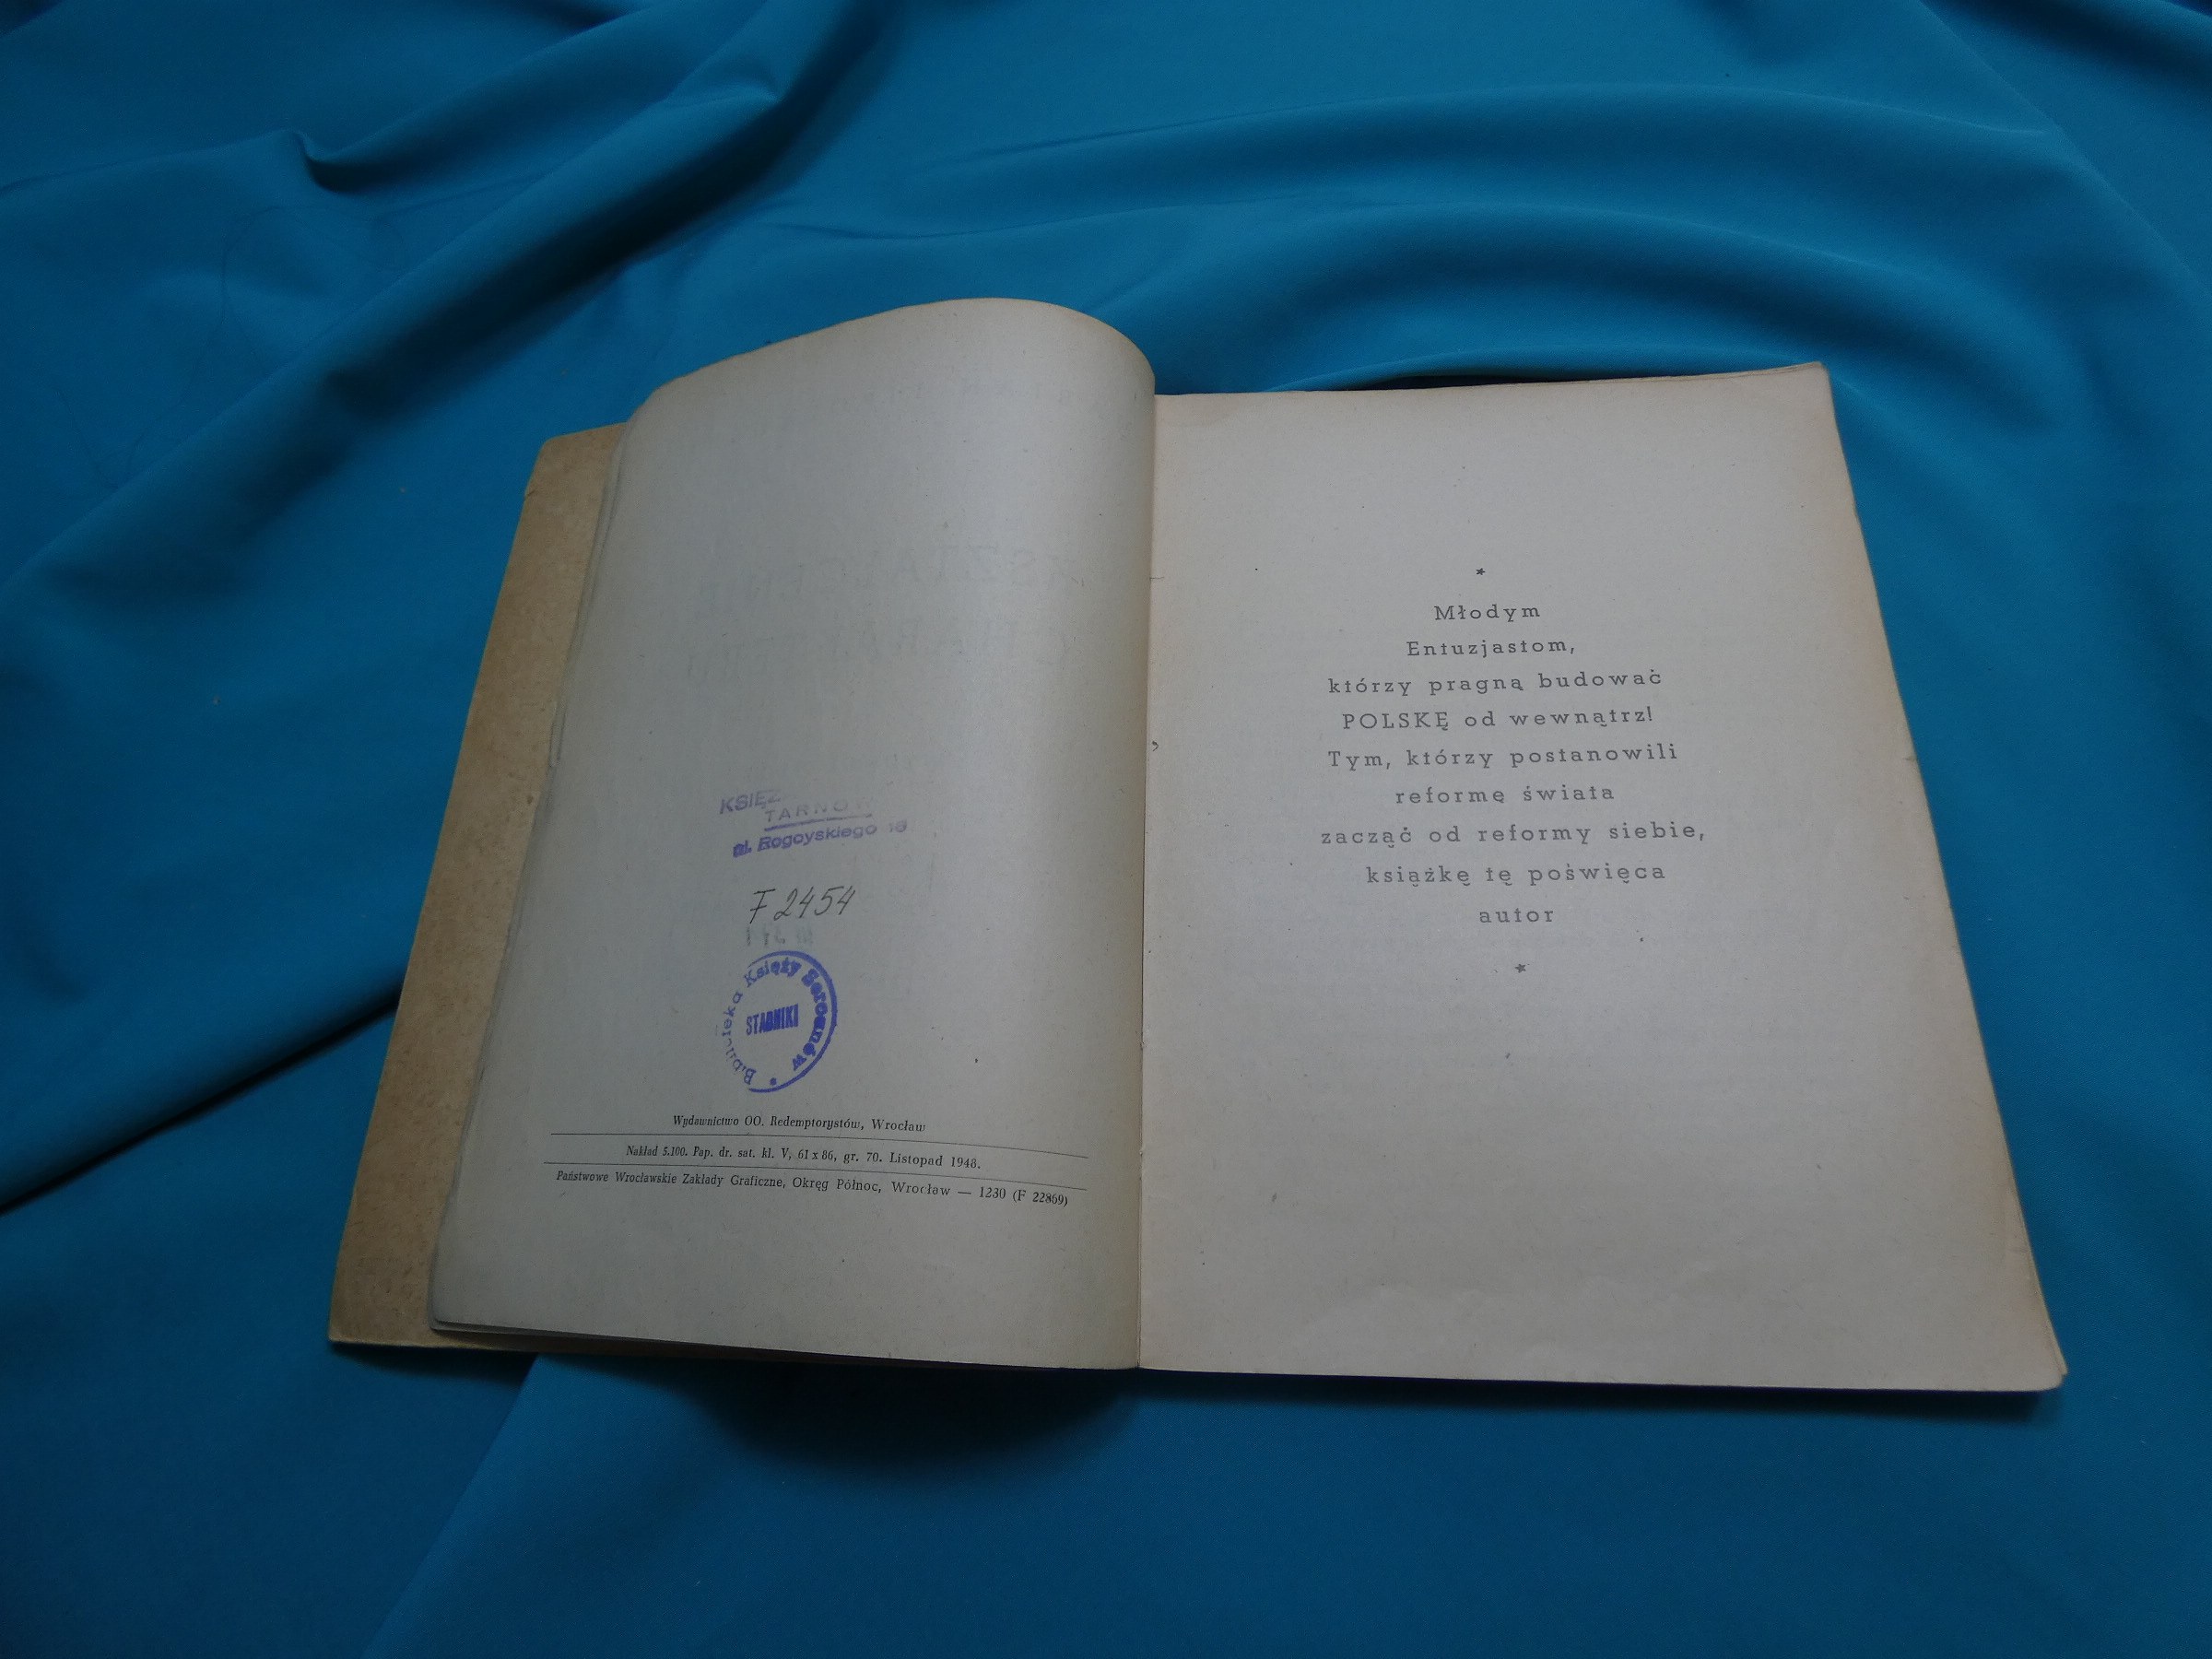 TARNÓW
pl. Rogoyskiego 16
F 2454
Biblioteka Księży Sercanów
STADNIKI
Wydawnictwo OO. Redemptorystów, Wrocław
Nakład 5.100. Pap. dr. sat. kl. V, 61 x 86, gr. 70. Listopad 1948.
Państwowe Wrocławskie Zakłady Graficzne, Okręg Północ, Wrocław — 1230 (F 22869)
*
Młodym
Entuzjastom,
którzy pragną budować
POLSKĘ od wewnątrz!
Tym, którzy postanowili
reformę świata
zacząć od reformy siebie,
książkę tę poświęca
autor
*